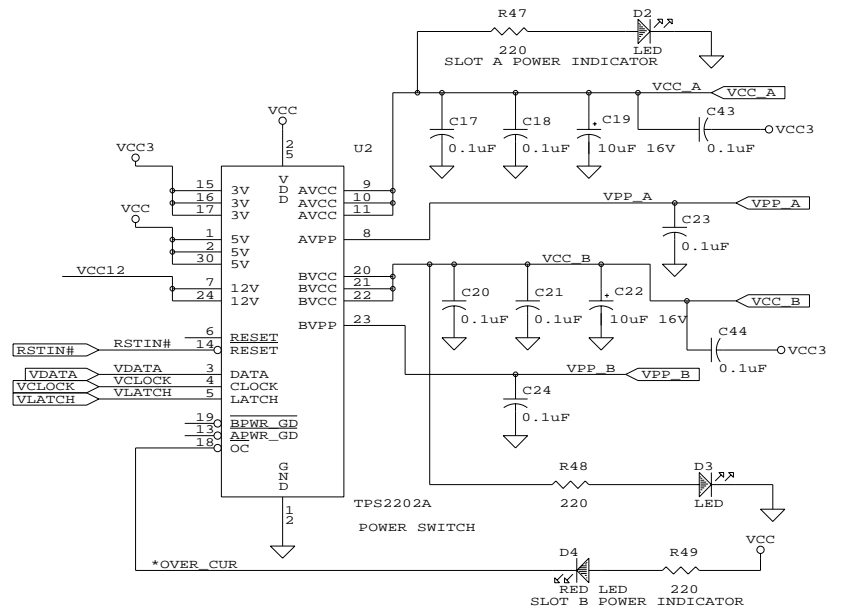 R47
D2
220
LED
SLOT A POWER INDICATOR
VCC_A
VCC_A
VCC
C17
C18
C19
C43
VCC3
0.1uF
0.1uF
10uF 16V
0.1uF
VCC3
2
5
U2
VDD
15
3V
AVCC
9
16
3V
AVCC
10
17
3V
AVCC
11
VPP_A
VPP_A
VCC
C23
0.1uF
1
5V
AVPP
8
2
5V
30
5V
VCC12
VCC_B
BVCC
20
7
12V
BVCC
21
24
12V
BVCC
22
C20
C21
C22
VCC_B
0.1uF
0.1uF
10uF 16V
BVPP
23
C44
VCC3
0.1uF
6
RESET
RSTIN#
RSTIN#
14
RESET
VDATA
VDATA
3
DATA
VCLOCK
VCLOCK
4
CLOCK
VLATCH
VLATCH
5
LATCH
VPP_B
VPP_B
C24
0.1uF
19
BPWR_GD
13
APWR_GD
18
OC
GND
R48
D3
220
LED
1
2
TPS2202A
POWER SWITCH
VCC
*OVER_CUR
D4
R49
RED LED
220
SLOT B POWER INDICATOR